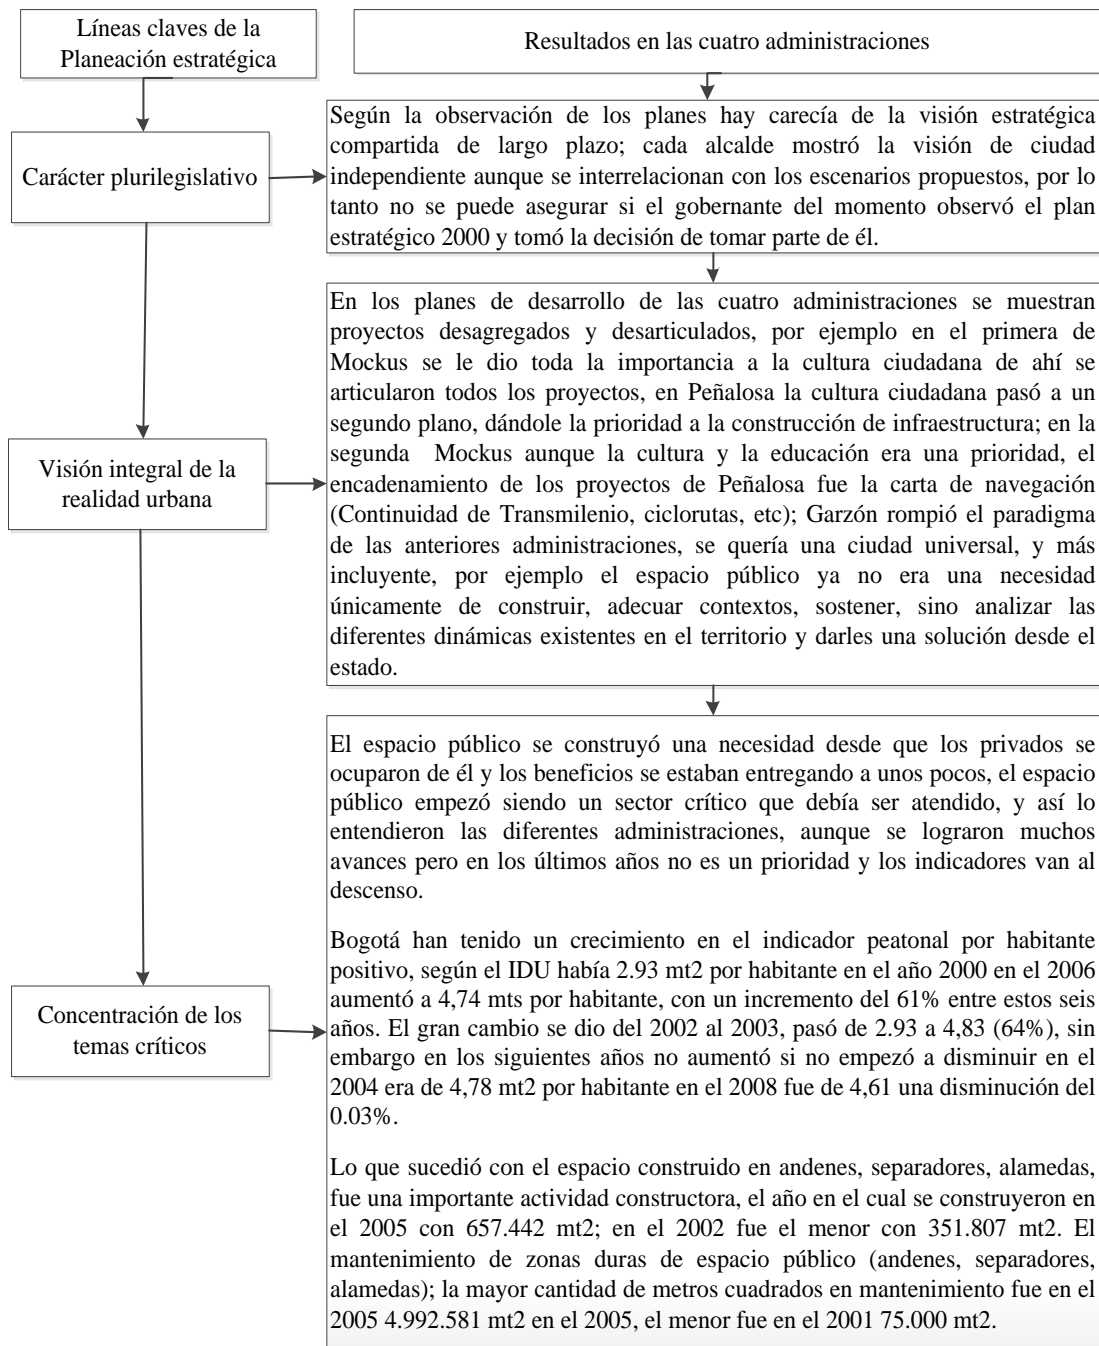 Líneas claves de la
Planeación estratégica
Resultados en las cuatro administraciones
Carácter plurilegislativo
Según la observación de los planes hay carecía de la visión estratégica
compartida de largo plazo; cada alcalde mostró la visión de ciudad
independiente aunque se interrelacionan con los escenarios propuestos, por lo
tanto no se puede asegurar si el gobernante del momento observó el plan
estratégico 2000 y tomó la decisión de tomar parte de él.
Visión integral de la
realidad urbana
En los planes de desarrollo de las cuatro administraciones se muestran
proyectos desagregados y desarticulados, por ejemplo en el primera de
Mockus se le dio toda la importancia a la cultura ciudadana de ahí se
articularon todos los proyectos, en Peñalosa la cultura ciudadana pasó a un
segundo plano, dándole la prioridad a la construcción de infraestructura; en la
segunda Mockus aunque la cultura y la educación era una prioridad, el
encadenamiento de los proyectos de Peñalosa fue la carta de navegación
(Continuidad de Transmilenio, ciclorutas, etc); Garzón rompió el paradigma
de las anteriores administraciones, se quería una ciudad universal, y más
incluyente, por ejemplo el espacio público ya no era una necesidad
únicamente de construir, adecuar contextos, sostener, sino analizar las
diferentes dinámicas existentes en el territorio y darles una solución desde el
estado.
Concentración de los
temas críticos
El espacio público se construyó una necesidad desde que los privados se
ocuparon de él y los beneficios se estaban entregando a unos pocos, el espacio
público empezó siendo un sector crítico que debía ser atendido, y así lo
entendieron las diferentes administraciones, aunque se lograron muchos
avances pero en los últimos años no es un prioridad y los indicadores van al
descenso.
Bogotá han tenido un crecimiento en el indicador peatonal por habitante
positivo, según el IDU había 2.93 mt2 por habitante en el año 2000 en el 2006
aumentó a 4,74 mts por habitante, con un incremento del 61% entre estos seis
años. El gran cambio se dio del 2002 al 2003, pasó de 2.93 a 4,83 (64%), sin
embargo en los siguientes años no aumentó si no empezó a disminuir en el
2004 era de 4,78 mt2 por habitante en el 2008 fue de 4,61 una disminución del
0.03%.
Lo que sucedió con el espacio construido en andenes, separadores, alamedas,
fue una importante actividad constructora, el año en el cual se construyeron en
el 2005 con 657.442 mt2; en el 2002 fue el menor con 351.807 mt2. El
mantenimiento de zonas duras de espacio público (andenes, separadores,
alamedas); la mayor cantidad de metros cuadrados en mantenimiento fue en el
2005 4.992.581 mt2 en el 2005, el menor fue en el 2001 75.000 mt2.